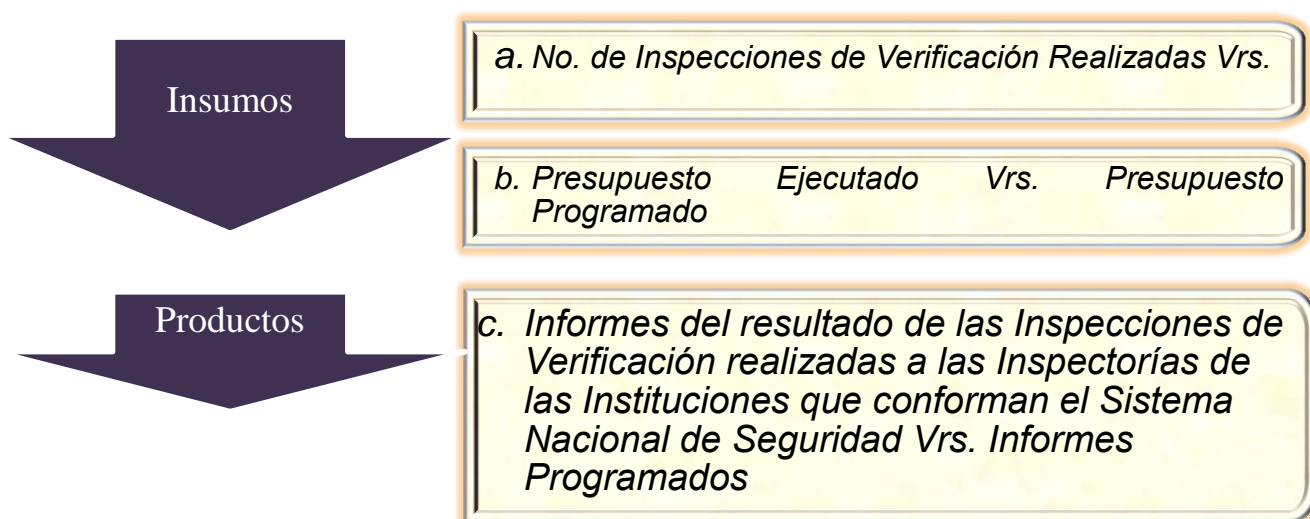 Insumos
a. No. de Inspecciones de Verificación Realizadas Vrs.
b. Presupuesto Ejecutado Vrs. Presupuesto
Programado
Productos
c. Informes del resultado de las Inspecciones de
Verificación realizadas a las Inspectorías de
las Instituciones que conforman el Sistema
Nacional de Seguridad Vrs. Informes
Programados